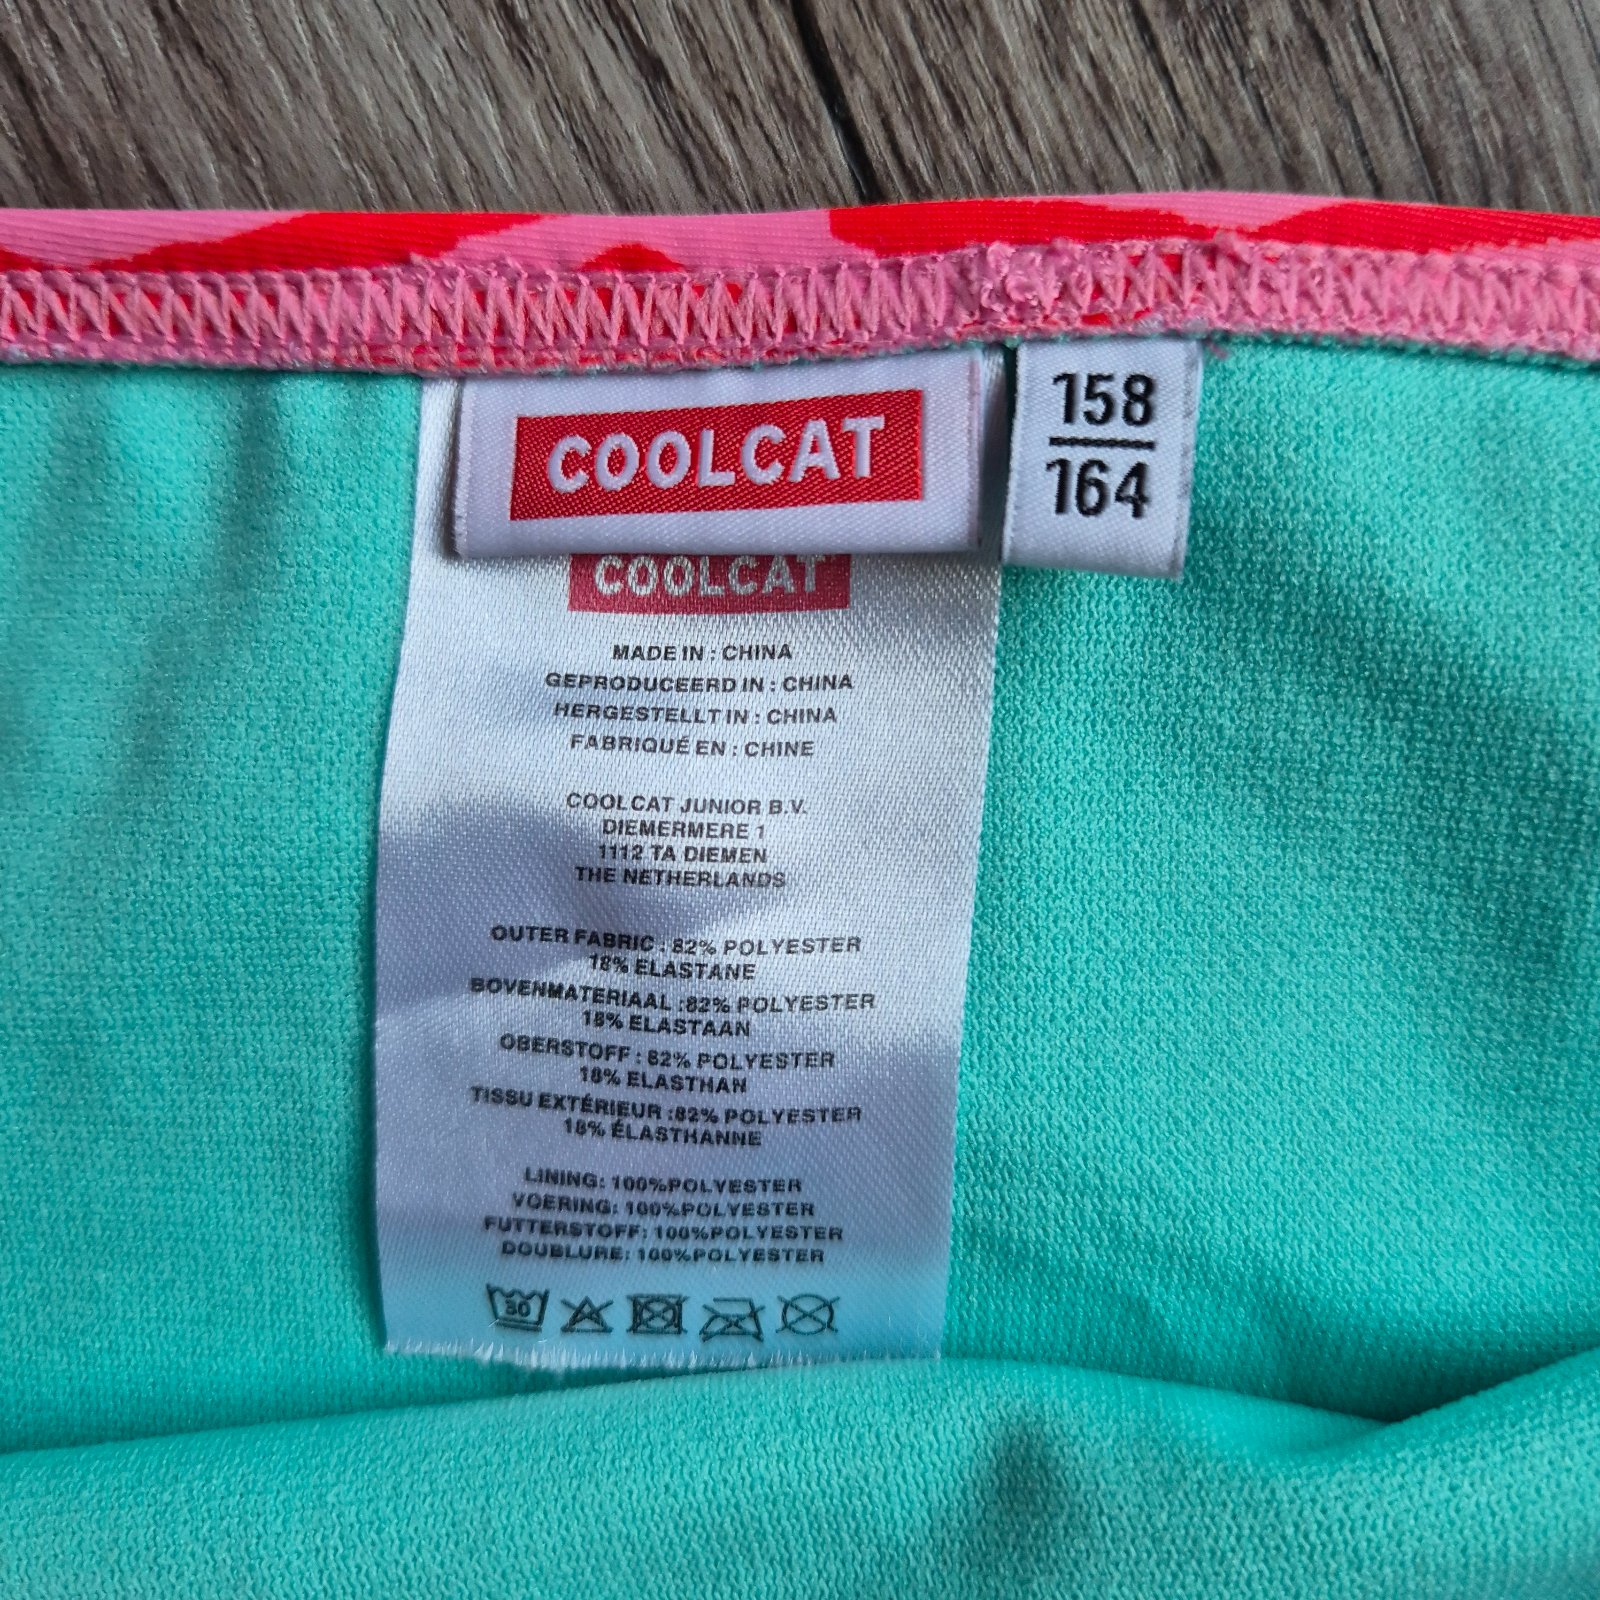 COOLCAT
158
164
COOLCAT
MADE IN : CHINA
GEPRODUCEERD IN : CHINA
HERGESTELLT IN : CHINA
FABRIQUÉ EN : CHINE
COOLCAT JUNIOR B.V.
DIEMERMERE 1
1112 TA DIEMEN
THE NETHERLANDS
OUTER FABRIC : 82% POLYESTER
18% ELASTANE
BOVENMATERIAAL :82% POLYESTER
18% ELASTAAN
OBERSTOFF : 82% POLYESTER
18% ELASTHAN
TISSU EXTÉRIEUR :82% POLYESTER
18% ÉLASTHANNE
LINING: 100%POLYESTER
VOERING: 100%POLYESTER
FUTTERSTOFF: 100%POLYESTER
DOUBLURE: 100%POLYESTER
30